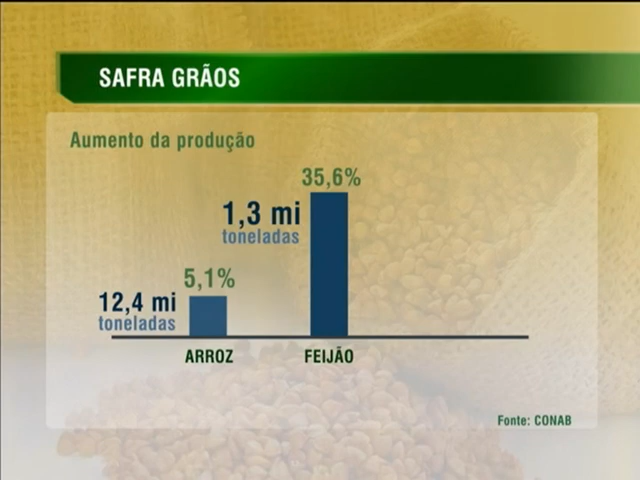 SAFRA GRÃOS
Aumento da produção
35,6%
1,3 mi
toneladas
5,1%
12,4 mi
toneladas
ARROZ
FEIJÃO
Fonte: CONAB